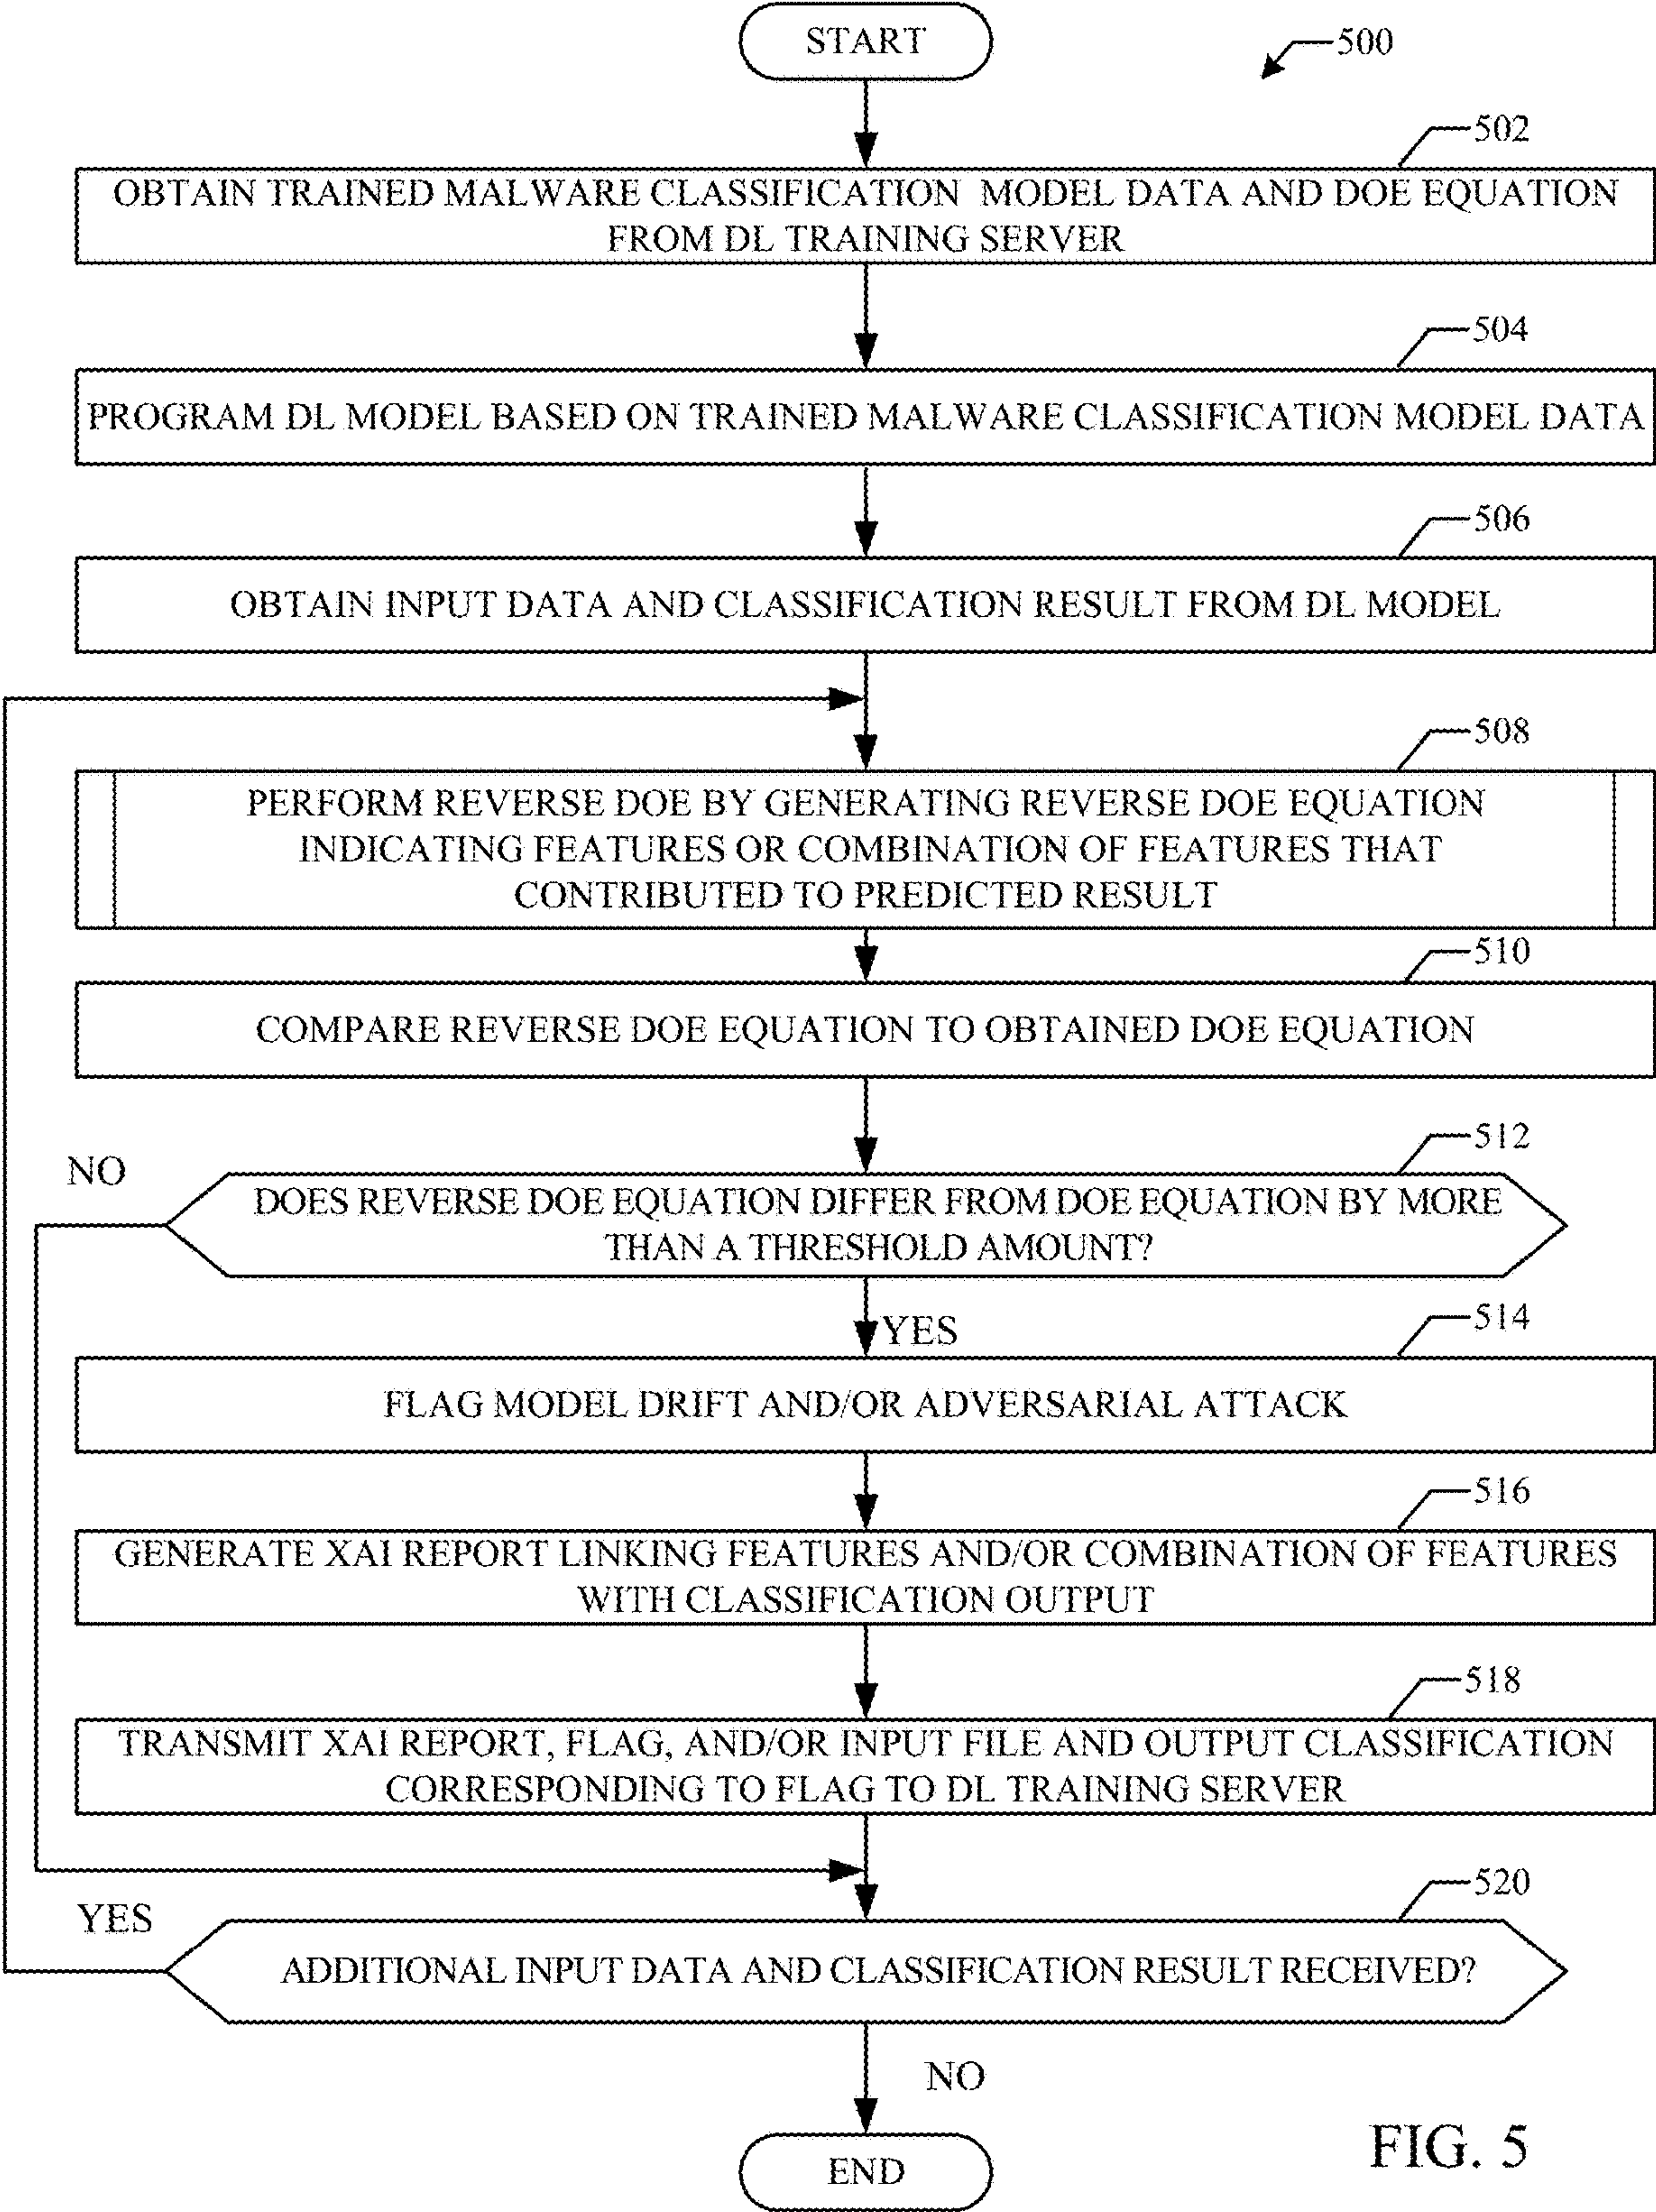 START
500
502
OBTAIN TRAINED MALWARE CLASSIFICATION MODEL DATA AND DOE EQUATION
FROM DL TRAINING SERVER
504
PROGRAM DL MODEL BASED ON TRAINED MALWARE CLASSIFICATION MODEL DATA
506
OBTAIN INPUT DATA AND CLASSIFICATION RESULT FROM DL MODEL
508
PERFORM REVERSE DOE BY GENERATING REVERSE DOE EQUATION
INDICATING FEATURES OR COMBINATION OF FEATURES THAT
CONTRIBUTED TO PREDICTED RESULT
510
COMPARE REVERSE DOE EQUATION TO OBTAINED DOE EQUATION
512
NO
DOES REVERSE DOE EQUATION DIFFER FROM DOE EQUATION BY MORE
THAN A THRESHOLD AMOUNT?
YES
514
FLAG MODEL DRIFT AND/OR ADVERSARIAL ATTACK
516
GENERATE XAI REPORT LINKING FEATURES AND/OR COMBINATION OF FEATURES
WITH CLASSIFICATION OUTPUT
518
TRANSMIT XAI REPORT, FLAG, AND/OR INPUT FILE AND OUTPUT CLASSIFICATION
CORRESPONDING TO FLAG TO DL TRAINING SERVER
520
YES
ADDITIONAL INPUT DATA AND CLASSIFICATION RESULT RECEIVED?
NO
END
FIG. 5